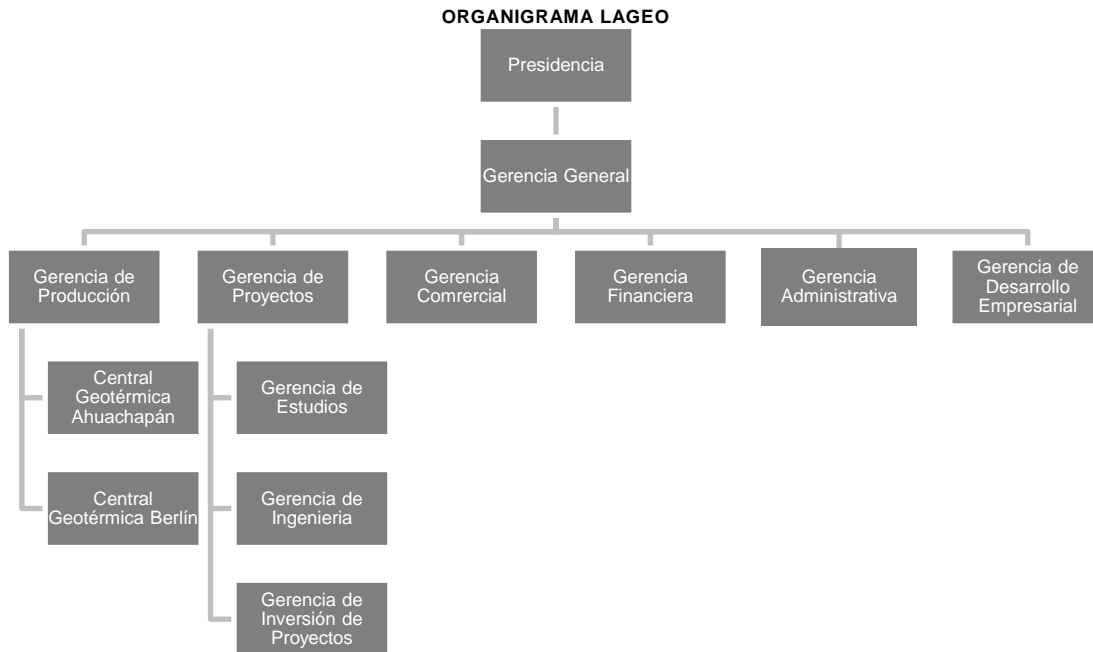 ORGANIGRAMA LAGEO
Presidencia
Gerencia General
Gerencia de
Producción
Gerencia de
Proyectos
Gerencia
Comrercial
Gerencia
Financiera
Gerencia
Administrativa
Gerencia de
Desarrollo
Empresarial
Central
Geotérmica
Ahuachapán
Central
Geotérmica Berlín
Gerencia de
Estudios
Gerencia de
Ingenieria
Gerencia de
Inversión de
Proyectos